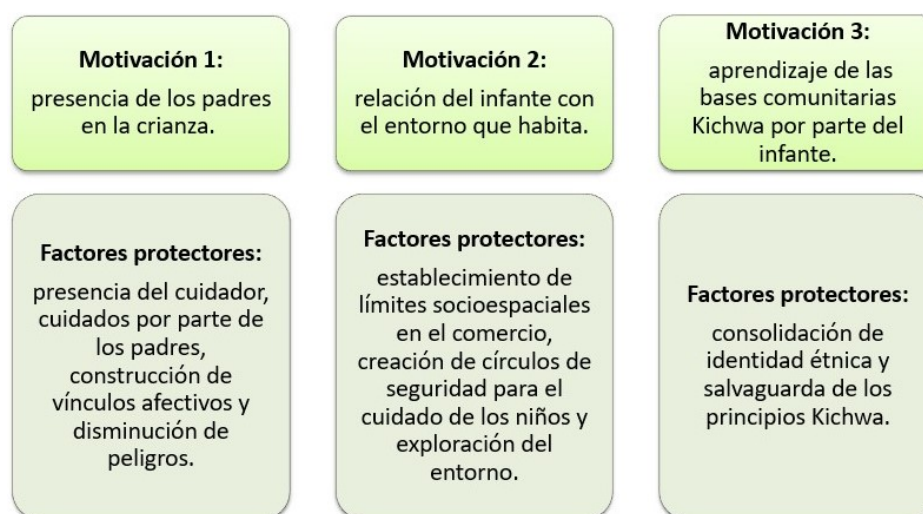 Motivación 1:
presencia de los padres
en la crianza.
Motivación 2:
relación del infante con
el entorno que habita.
Motivación 3:
aprendizaje de las
bases comunitarias
Kichwa por parte del
infante.
Factores protectores:
presencia del cuidador,
cuidados por parte de
los padres,
construcción de
vínculos afectivos y
disminución de
peligros.
Factores protectores:
establecimiento de
límites socioespaciales
en el comercio,
creación de círculos de
seguridad para el
cuidado de los niños y
exploración del
entorno.
Factores protectores:
consolidación de
identidad étnica y
salvaguarda de los
principios Kichwa.